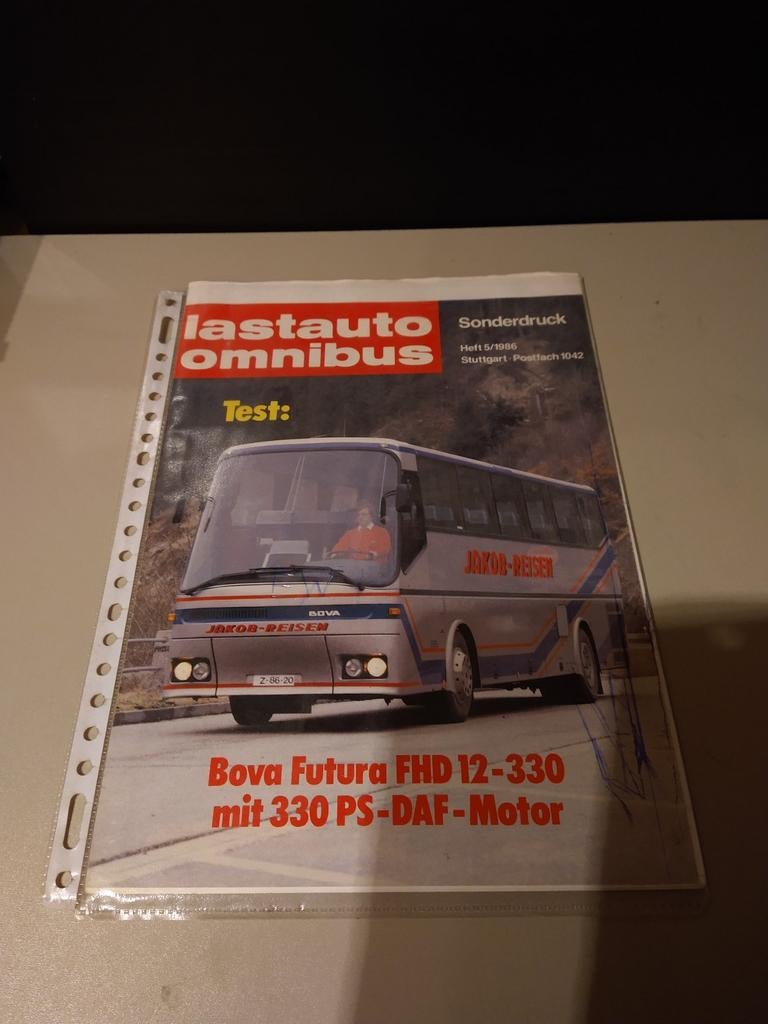 lastauto
omnibus
Sonderdruck
Heft 5/1986
Stuttgart · Postfach 1042
Test:
JAKOB-REISEN
BOVA
JAKOB-REISEN
Z-86-20
Bova Futura FHD 12-330
mit 330 PS-DAF-Motor